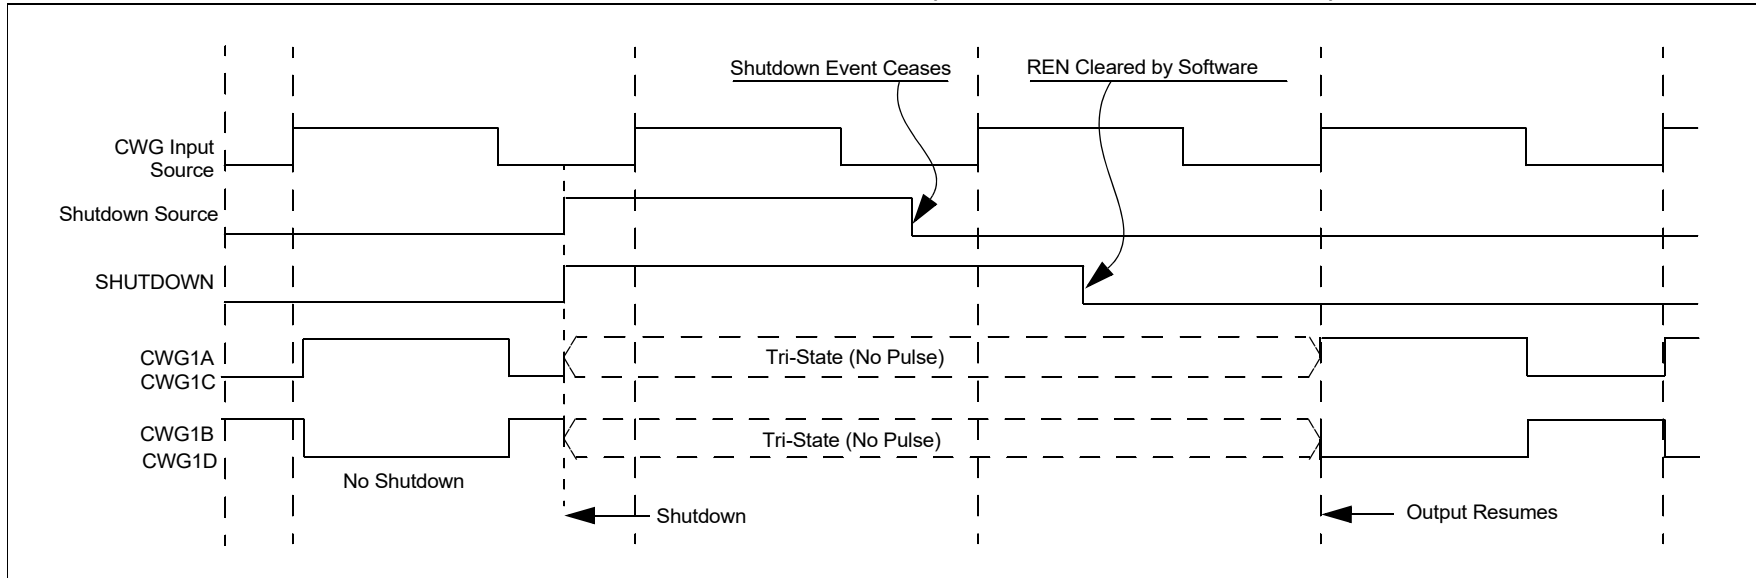 Shutdown Event Ceases
REN Cleared by Software
CWG Input
Source
Shutdown Source
SHUTDOWN
CWG1A
CWG1C
Tri-State (No Pulse)
CWG1B
CWG1D
Tri-State (No Pulse)
No Shutdown
Shutdown
Output Resumes